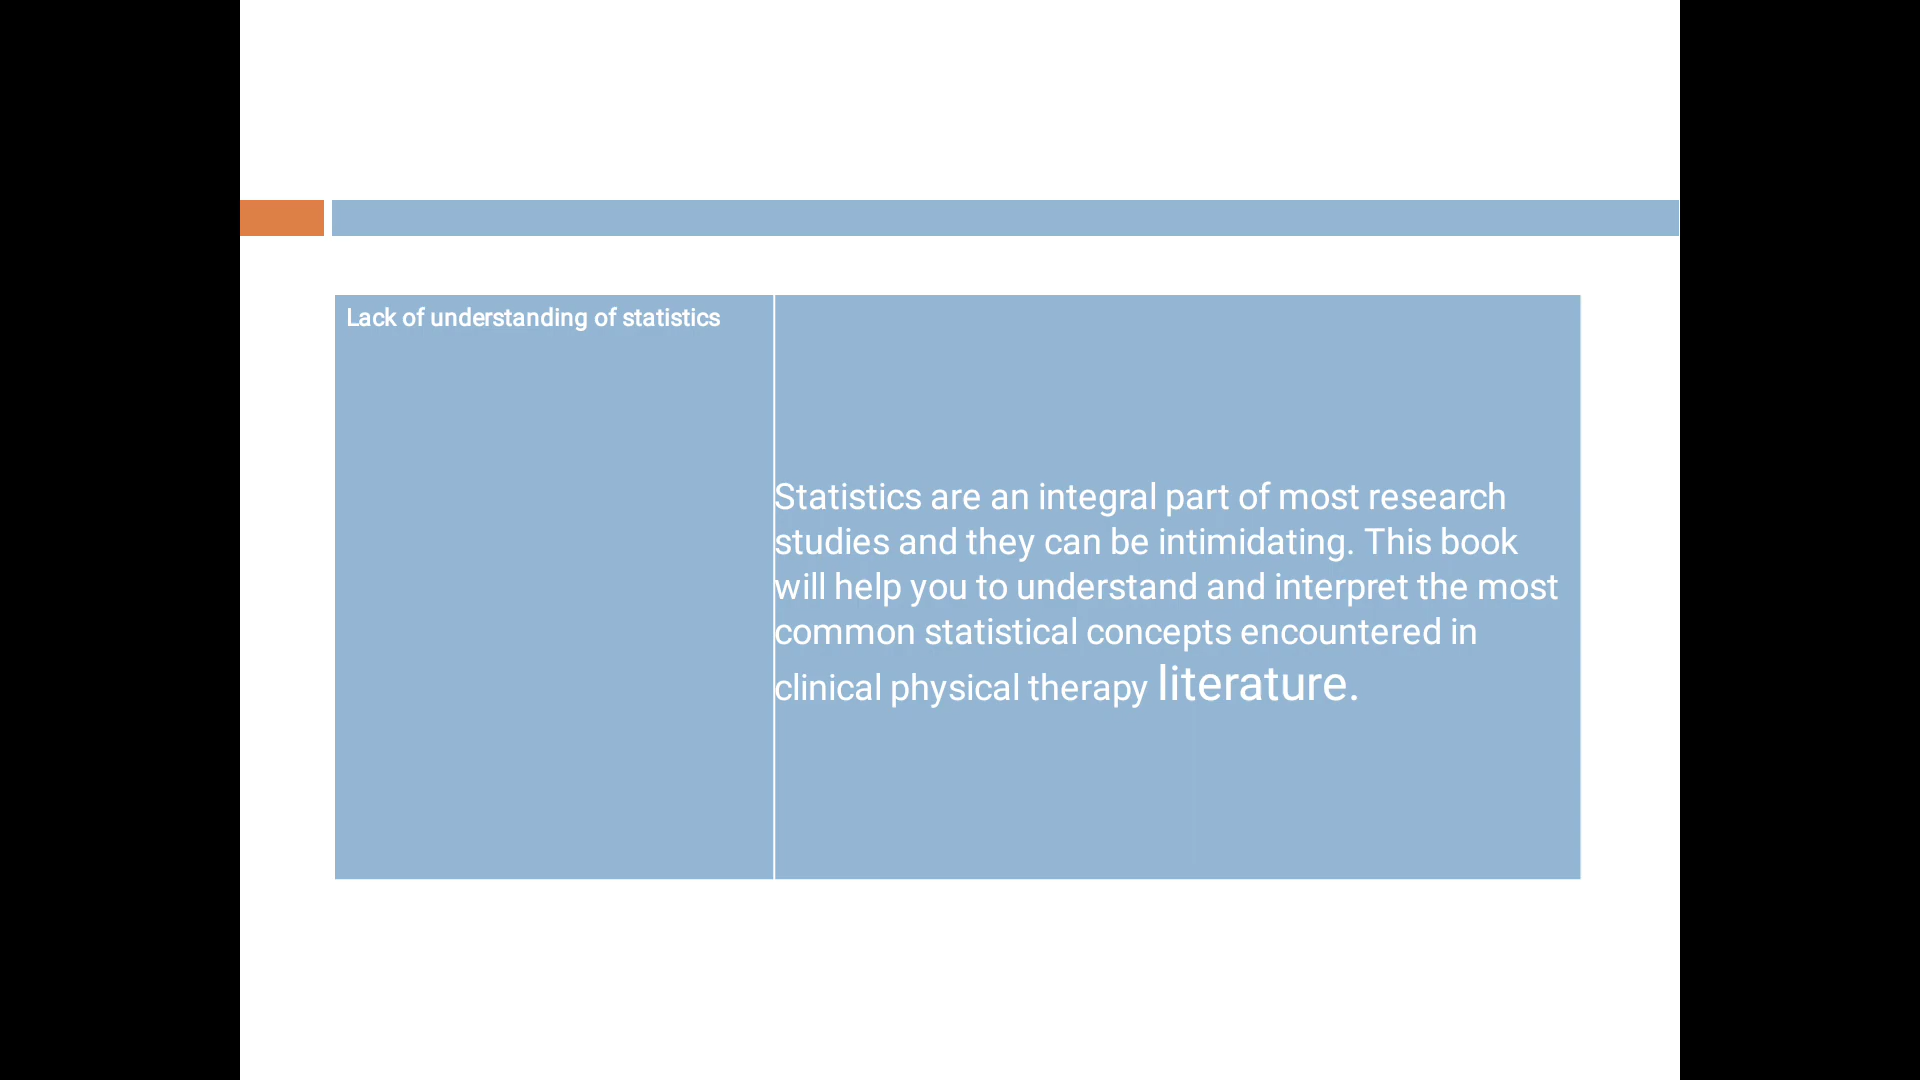 Lack of understanding of statistics
Statistics are an integral part of most research
studies and they can be intimidating. This book
will help you to understand and interpret the most
common statistical concepts encountered in
clinical physical therapy literature.